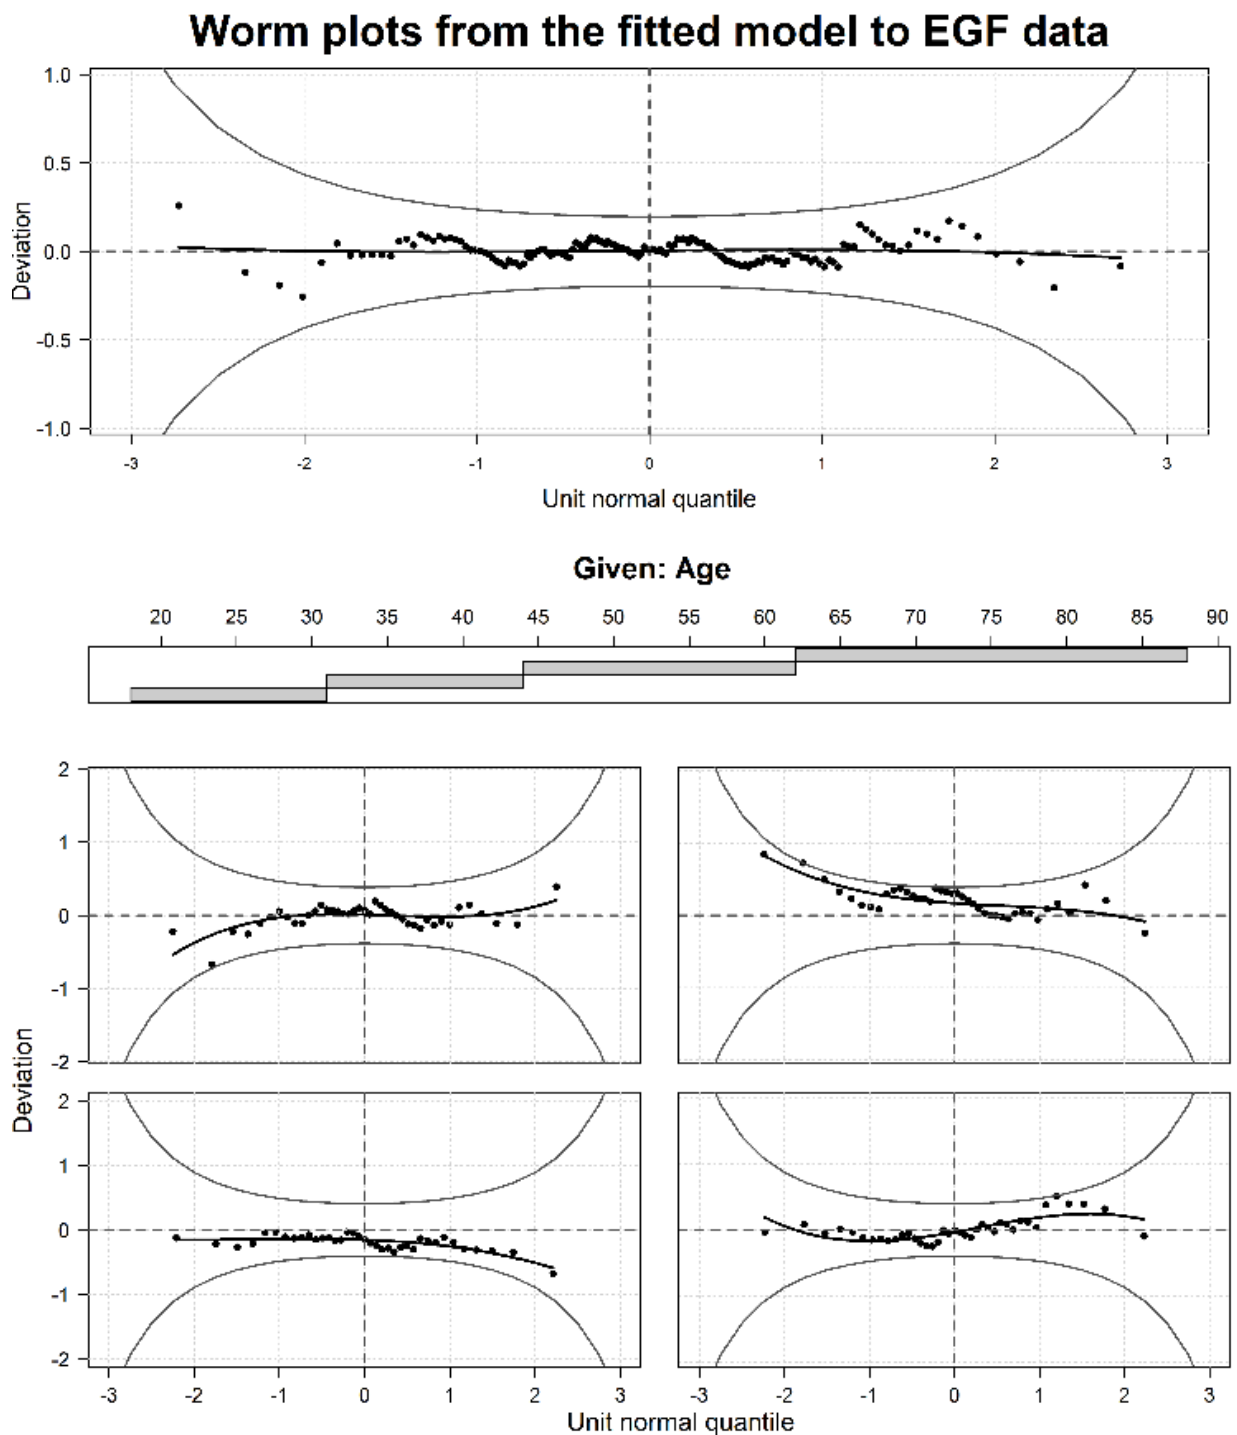 Worm plots from the fitted model to EGF data
1.0
0.5
0.0
-0.5
-1.0
Deviation
-3 -2 -1 0 1 2 3
Unit normal quantile
Given: Age
20 25 30 35 40 45 50 55 60 65 70 75 80 85 90
2
1
0
-1
-2
Deviation
2
1
0
-1
-2
-3 -2 -1 0 1 2 3 -3 -2 -1 0 1 2 3
Unit normal quantile